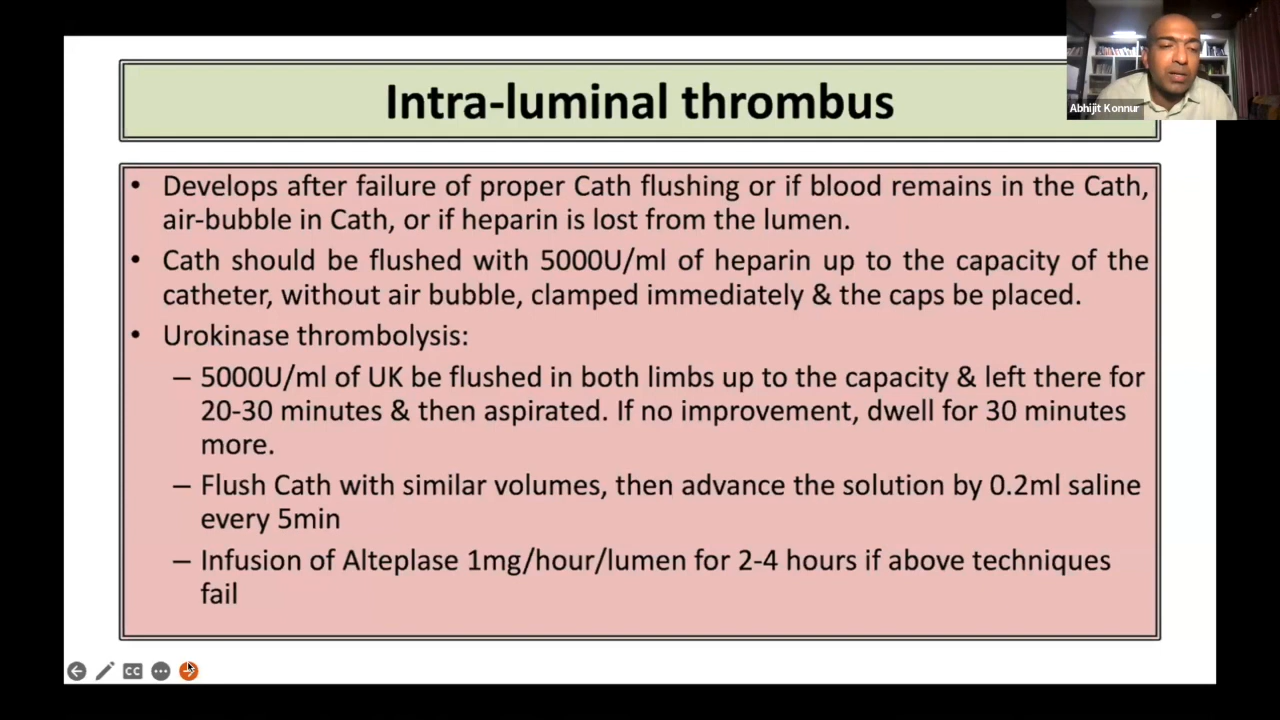 Intra-luminal thrombus
Abhijit Konnur
• Develops after failure of proper Cath flushing or if blood remains in the Cath,
air-bubble in Cath, or if heparin is lost from the lumen.
• Cath should be flushed with 5000U/ml of heparin up to the capacity of the
catheter, without air bubble, clamped immediately & the caps be placed.
• Urokinase thrombolysis:
– 5000U/ml of UK be flushed in both limbs up to the capacity & left there for
20-30 minutes & then aspirated. If no improvement, dwell for 30 minutes
more.
– Flush Cath with similar volumes, then advance the solution by 0.2ml saline
every 5min
– Infusion of Alteplase 1mg/hour/lumen for 2-4 hours if above techniques
fail
CC